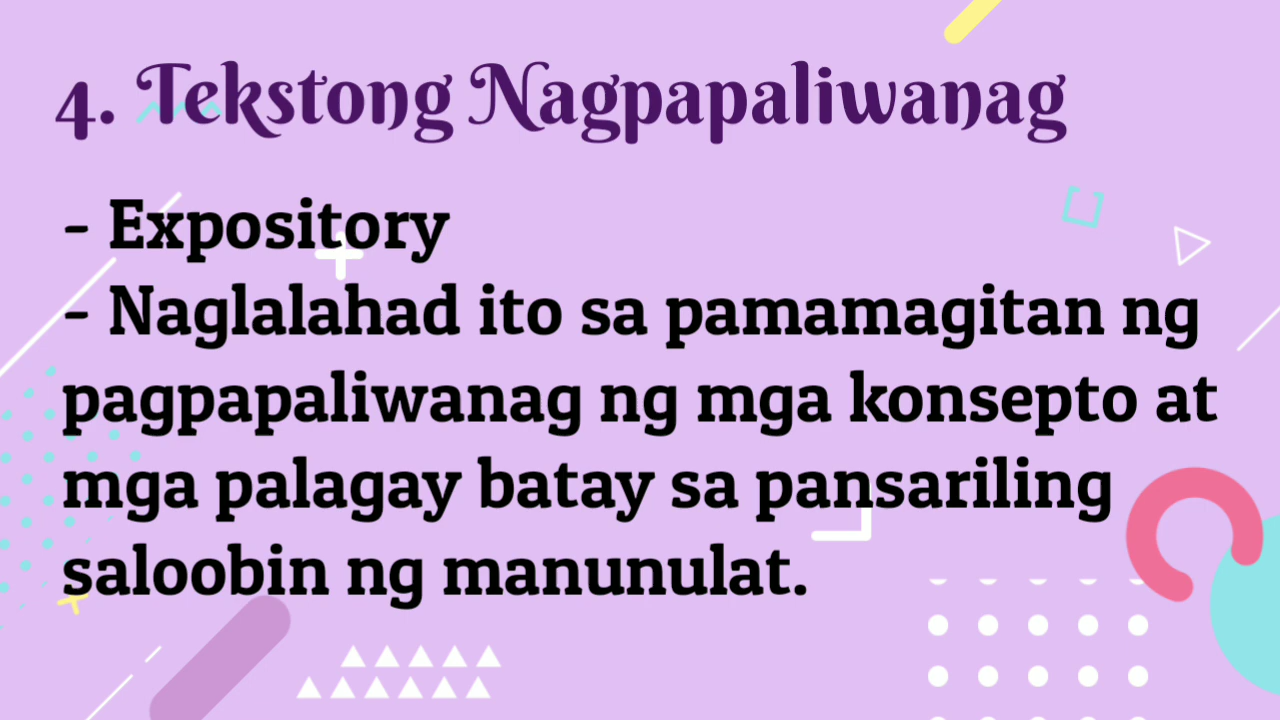 4. Tekstong Nagpapaliwanag
- Expository
- Naglalahad ito sa pamamagitan ng
pagpapaliwanag ng mga konsepto at
mga palagay batay sa pansariling
saloobin ng manunulat.